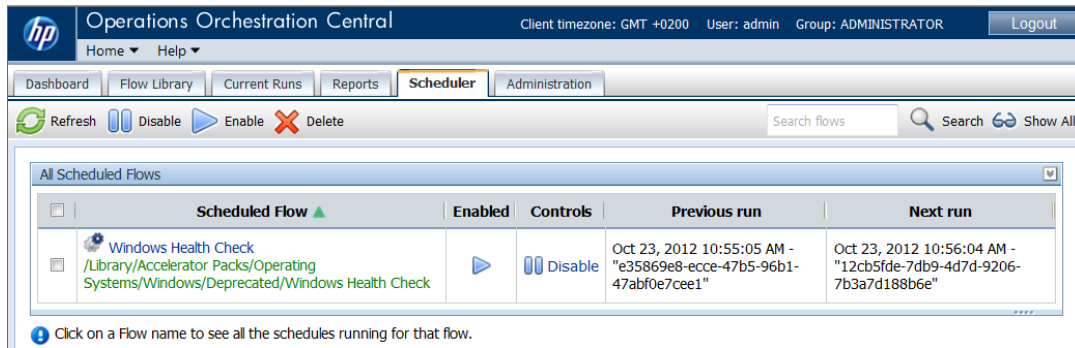 hp
Operations Orchestration Central
Client timezone: GMT +0200 User: admin Group: ADMINISTRATOR Logout
Home Help
Dashboard Flow Library Current Runs Reports Scheduler Administration
Refresh Disable Enable Delete Search flows Search Show All
All Scheduled Flows
Scheduled Flow Enabled Controls Previous run Next run
Windows Health Check
/Library/Accelerator Packs/Operating
Systems/Windows/Deprecated/Windows Health Check
Disable
Oct 23, 2012 10:55:05 AM -
"e35869e8-ecce-47b5-96b1-
47abf0e7cee1"
Oct 23, 2012 10:56:04 AM -
"12cb5fde-7db9-4d7d-9206-
7b3a7d188b6e"
Click on a Flow name to see all the schedules running for that flow.